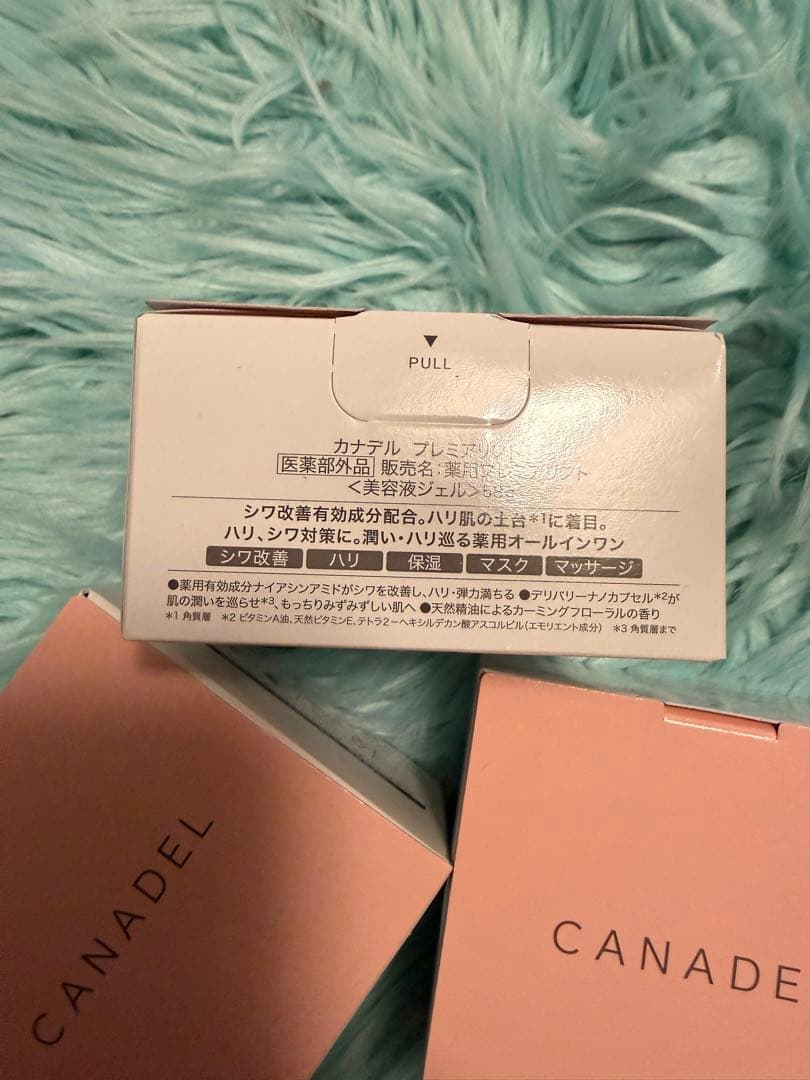 ▼
PULL
カナデル プレミアリフト
医薬部外品 販売名：薬用プレミアリフト
＜美容液ジェル＞58g
シワ改善有効成分配合。ハリ肌の土台*1に着目。
ハリ、シワ対策に。潤い・ハリ巡る薬用オールインワン
シワ改善 ハリ 保湿 マスク マッサージ
●薬用有効成分ナイアシンアミドがシワを改善し、ハリ・弾力満ちる ●デリバリーナノカプセル*2が
肌の潤いを巡らせ*3、もっちりみずみずしい肌へ ●天然精油によるカーミングフローラルの香り
*1 角質層 *2 ビタミンA油、天然ビタミンE、テトラ2－ヘキシルデカン酸アスコルビル（エモリエント成分） *3 角質層まで
CANADEL
CANADE